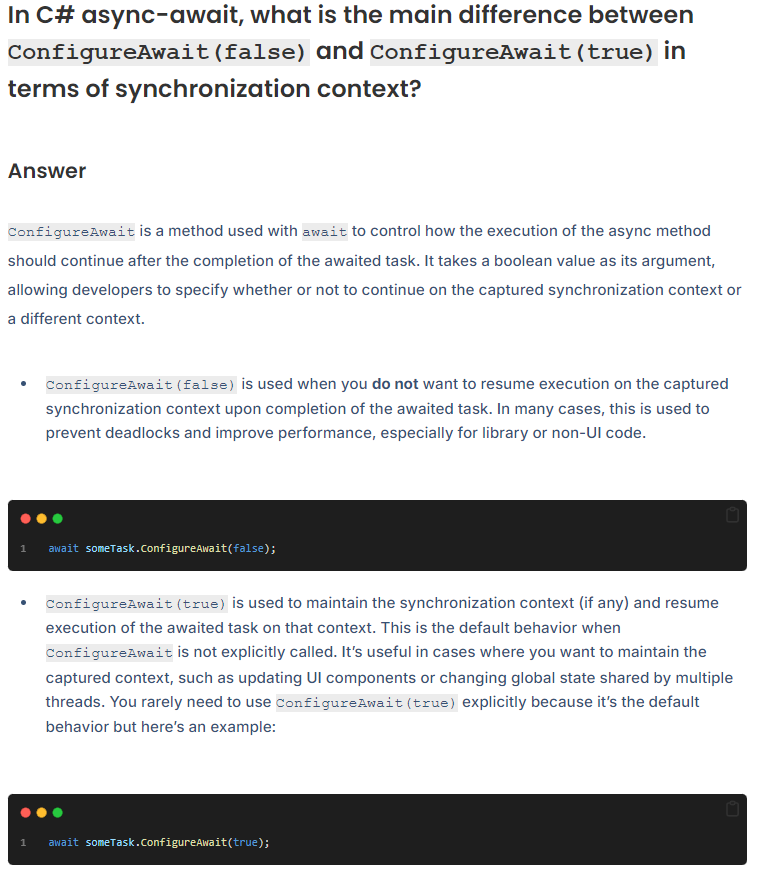 In C# async-await, what is the main difference between
ConfigureAwait(false) and ConfigureAwait(true) in
terms of synchronization context?
Answer
ConfigureAwait is a method used with await to control how the execution of the async method
should continue after the completion of the awaited task. It takes a boolean value as its argument,
allowing developers to specify whether or not to continue on the captured synchronization context or
a different context.
• ConfigureAwait(false) is used when you do not want to resume execution on the captured
synchronization context upon completion of the awaited task. In many cases, this is used to
prevent deadlocks and improve performance, especially for library or non-UI code.
1 await someTask.ConfigureAwait(false);
• ConfigureAwait(true) is used to maintain the synchronization context (if any) and resume
execution of the awaited task on that context. This is the default behavior when
ConfigureAwait is not explicitly called. It’s useful in cases where you want to maintain the
captured context, such as updating UI components or changing global state shared by multiple
threads. You rarely need to use ConfigureAwait(true) explicitly because it’s the default
behavior but here’s an example:
1 await someTask.ConfigureAwait(true);